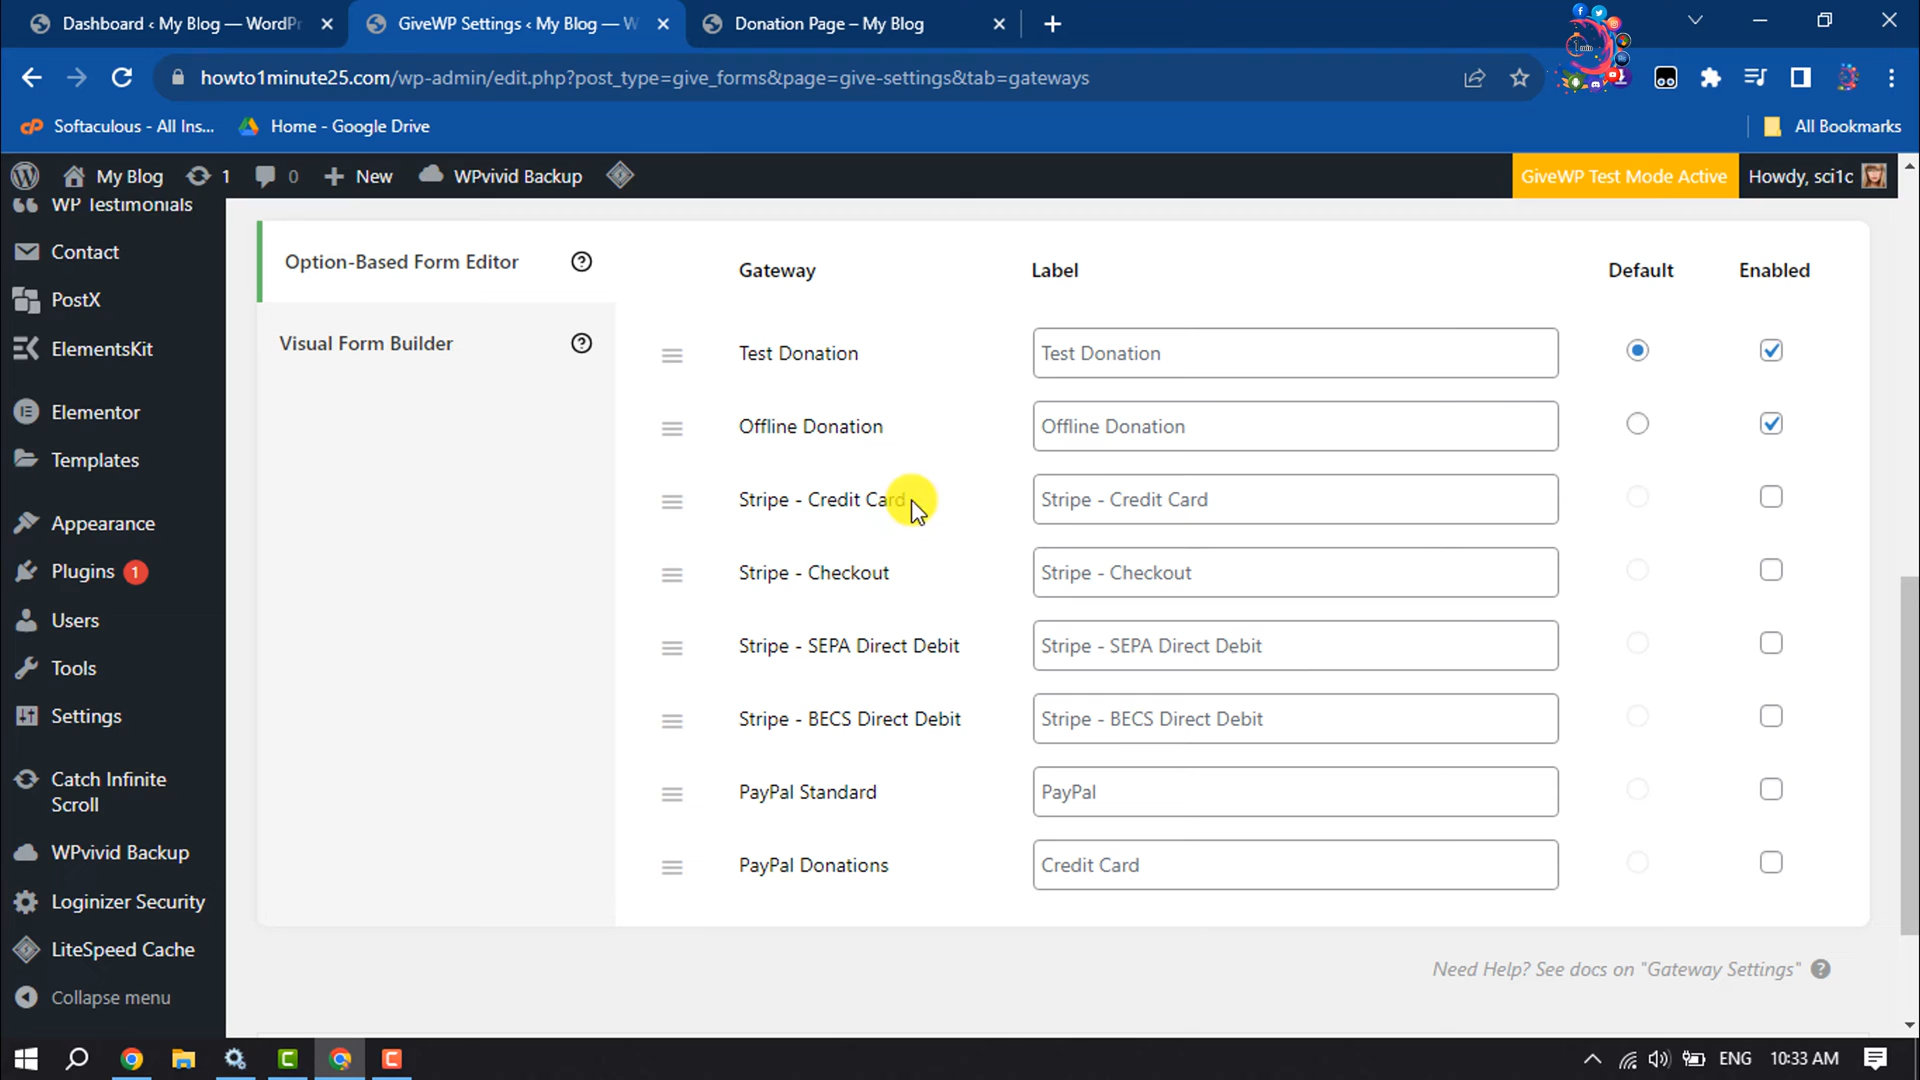 Dashboard ‹ My Blog — WordPr
GiveWP Settings ‹ My Blog — W
Donation Page – My Blog
howto1minute25.com/wp-admin/edit.php?post_type=give_forms&page=give-settings&tab=gateways
Softaculous - All Ins...
Home - Google Drive
All Bookmarks
My Blog
1
0
New
WPvivid Backup
GiveWP Test Mode Active
Howdy, sci1c
WP Testimonials
Contact
PostX
ElementsKit
Elementor
Templates
Appearance
Plugins 1
Users
Tools
Settings
Catch Infinite
Scroll
WPvivid Backup
Loginizer Security
LiteSpeed Cache
Collapse menu
Option-Based Form Editor ?
Visual Form Builder ?
Gateway Label Default Enabled
Test Donation Test Donation
Offline Donation Offline Donation
Stripe - Credit Card Stripe - Credit Card
Stripe - Checkout Stripe - Checkout
Stripe - SEPA Direct Debit Stripe - SEPA Direct Debit
Stripe - BECS Direct Debit Stripe - BECS Direct Debit
PayPal Standard PayPal
PayPal Donations Credit Card
Need Help? See docs on "Gateway Settings" ?
ENG
10:33 AM